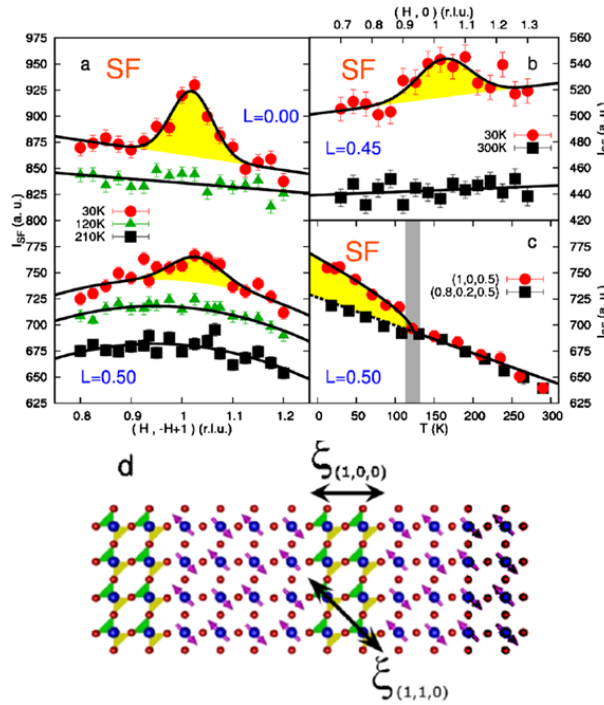 (H, 0) (r.l.u.)
0.7 0.8 0.9 1 1.1 1.2 1.3
975
950
925
900
875
850
825
800
775
750
725
700
675
650
625
I_SF (a. u.)
a
SF
L=0.00
30K
120K
210K
L=0.50
0.8 0.9 1 1.1 1.2
(H, -H+1) (r.l.u.)
b
SF
L=0.45
30K
300K
560
540
520
500
480
460
440
420
c
SF
(1,0,0.5)
(0.8,0.2,0.5)
L=0.50
775
750
725
700
675
650
625
0 50 100 150 200 250 300
T (K)
d
ξ(1,0,0)
ξ(1,1,0)